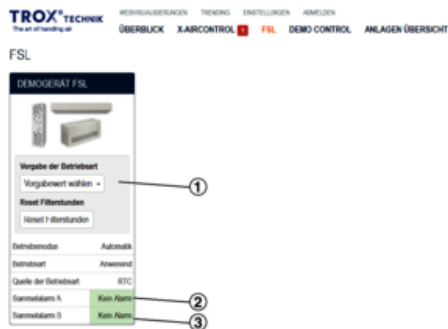 TROX® TECHNIK
The art of handling air
WEBVISUALISIERUNGEN TRENDING EINSTELLUNGEN ABMELDEN
ÜBERBLICK X-AIRCONTROL 1 FSL DEMO CONTROL ANLAGEN ÜBERSICHT
FSL
DEMOGERÄT FSL
Vorgabe der Betriebsart
Vorgabewert wählen
1
Reset Filterstunden
Reset Filterstunden
Betriebsmodus Automatik
Betriebsart Anwesend
Quelle der Betriebsart RTC
Sammelalarm A Kein Alarm
2
Sammelalarm B Kein Alarm
3